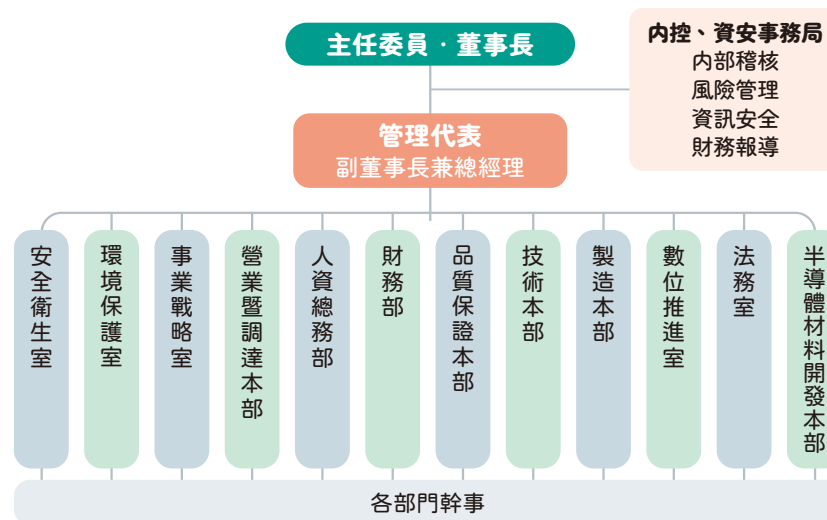 主任委員・董事長
內控、資安事務局
內部稽核
風險管理
資訊安全
財務報導
管理代表
副董事長兼總經理
安全衛生室
環境保護室
事業戰略室
營業暨調達本部
人資總務部
財務部
品質保證本部
技術本部
製造本部
數位推進室
法務室
半導體材料開發本部
各部門幹事